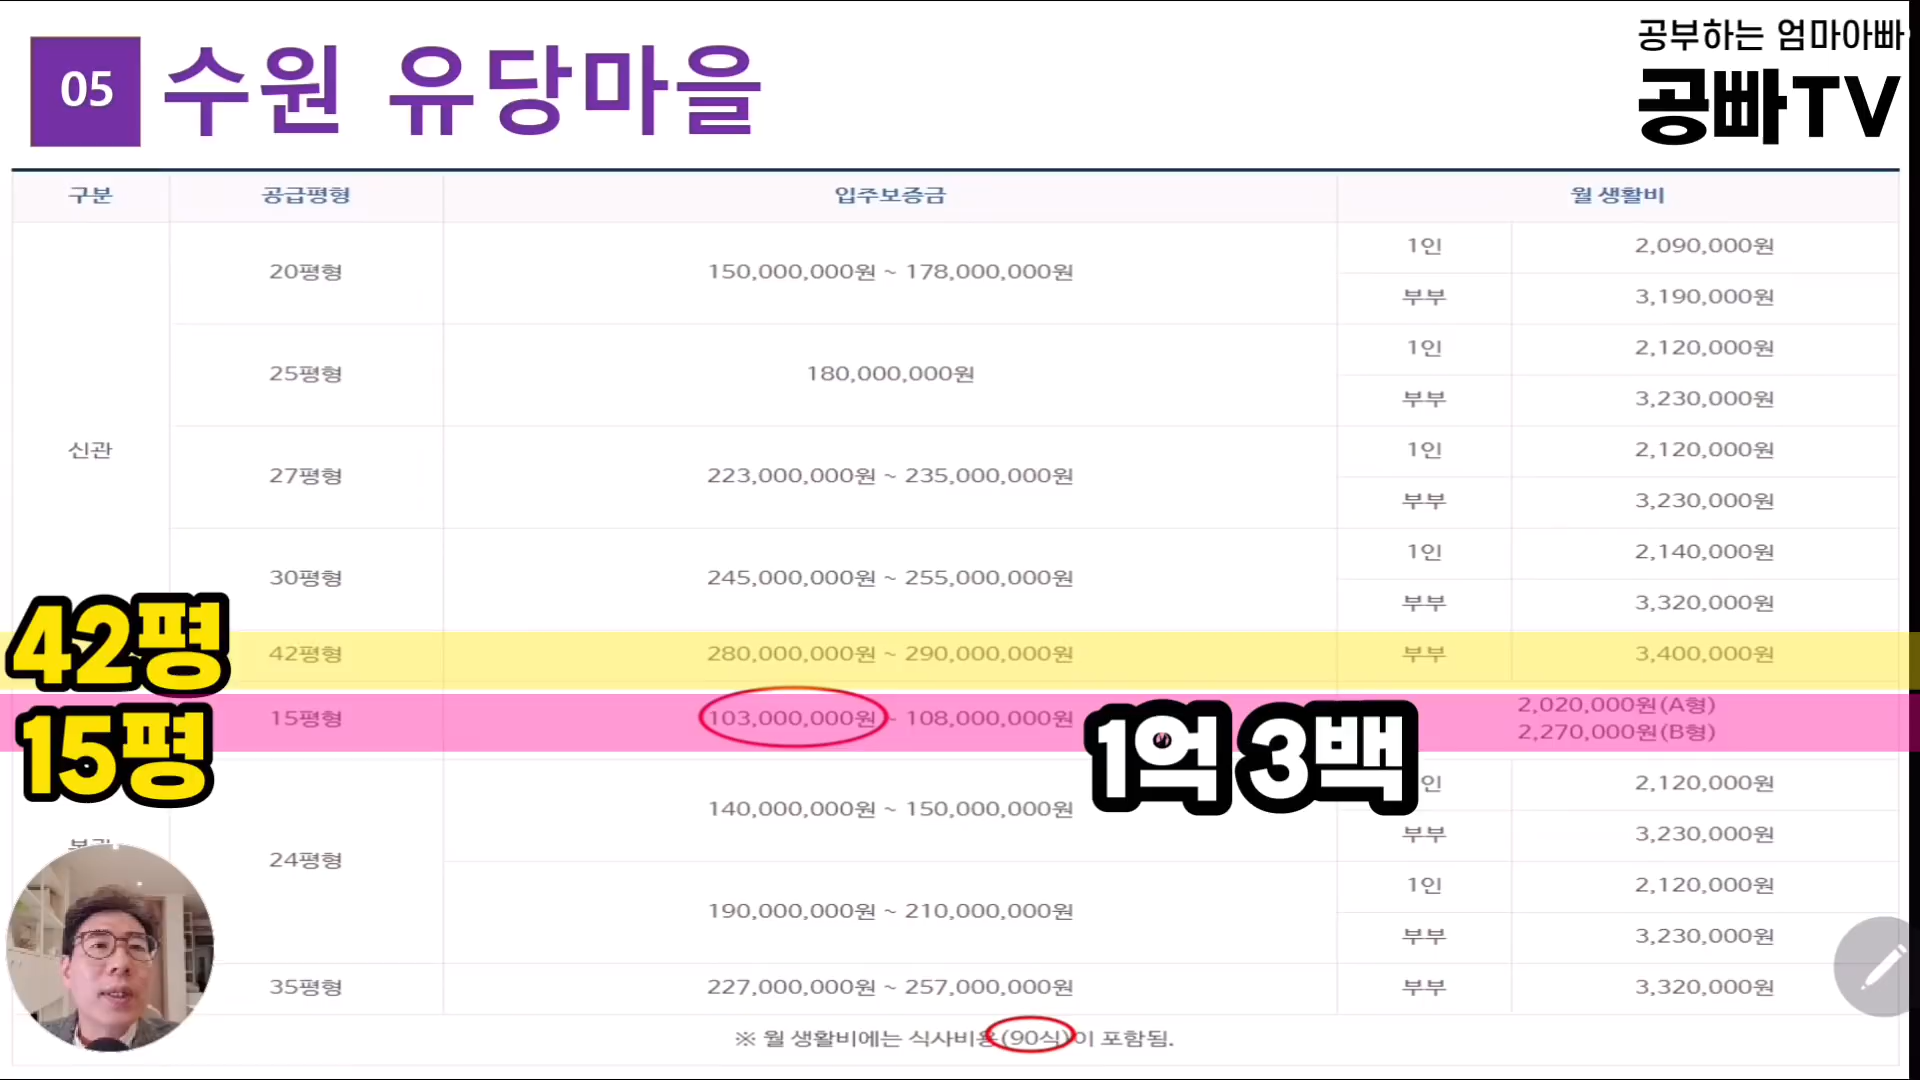 05 수원 유당마을
공부하는 엄마아빠
공빠TV
구분 공급평형 입주보증금 월 생활비
신관
20평형 150,000,000원 ~ 178,000,000원 1인 2,090,000원
부부 3,190,000원
25평형 180,000,000원 1인 2,120,000원
부부 3,230,000원
27평형 223,000,000원 ~ 235,000,000원 1인 2,120,000원
부부 3,230,000원
30평형 245,000,000원 ~ 255,000,000원 1인 2,140,000원
부부 3,320,000원
42평
42평형 280,000,000원 ~ 290,000,000원 부부 3,400,000원
15평
15평형 103,000,000원 ~ 108,000,000원 2,020,000원(A형)
2,270,000원(B형)
1억 3백
24평형 140,000,000원 ~ 150,000,000원 인 2,120,000원
부부 3,230,000원
190,000,000원 ~ 210,000,000원 1인 2,120,000원
부부 3,230,000원
35평형 227,000,000원 ~ 257,000,000원 부부 3,320,000원
※ 월 생활비에는 식사비용(90식)이 포함됨.